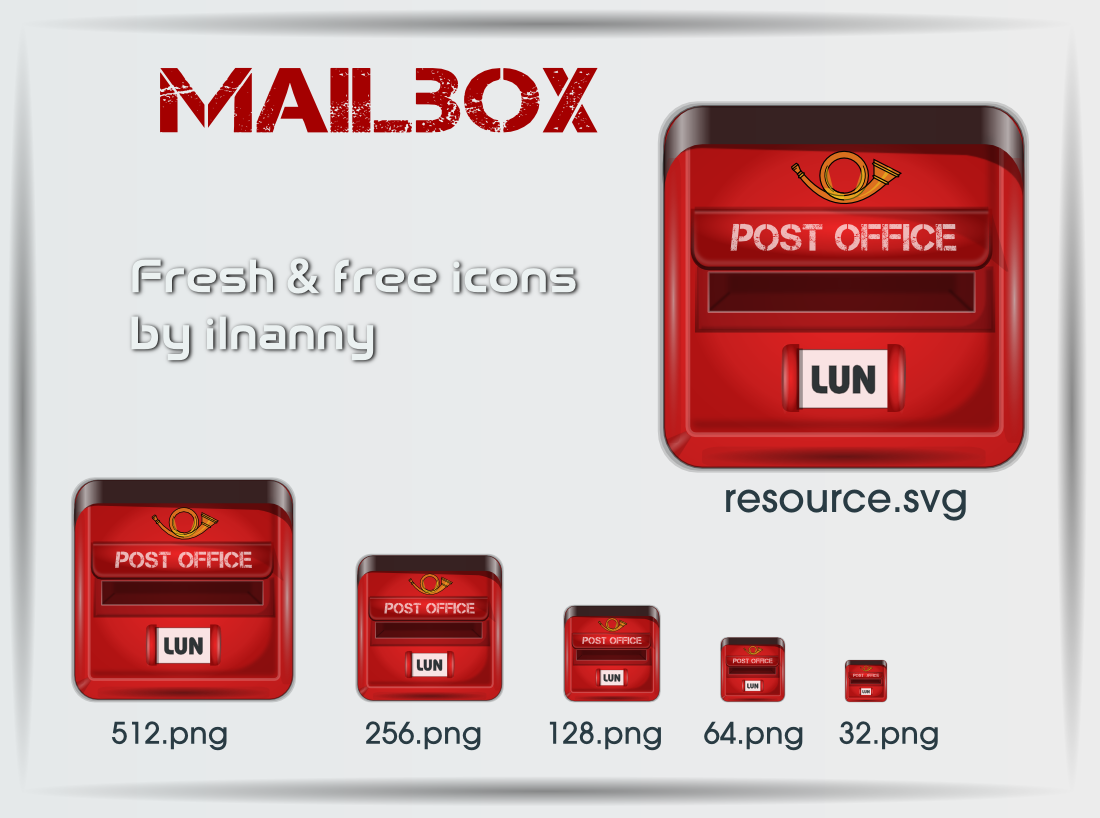 MAILBOX
Fresh & free icons
by ilnanny
POST OFFICE
LUN
resource.svg
POST OFFICE
LUN
POST OFFICE
LUN
POST OFFICE
LUN
POST OFFICE
LUN
POST OFFICE
LUN
512.png
256.png
128.png
64.png
32.png